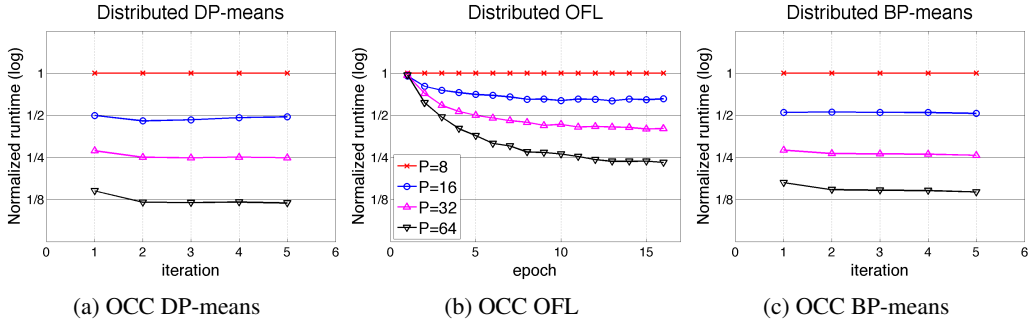 Distributed DP-means
Normalized runtime (log)
1
1/2
1/4
1/8
0 1 2 3 4 5 6
iteration
(a) OCC DP-means
Distributed OFL
Normalized runtime (log)
1
1/2
1/4
1/8
P=8
P=16
P=32
P=64
0 5 10 15
epoch
(b) OCC OFL
Distributed BP-means
Normalized runtime (log)
1
1/2
1/4
1/8
0 1 2 3 4 5 6
iteration
(c) OCC BP-means